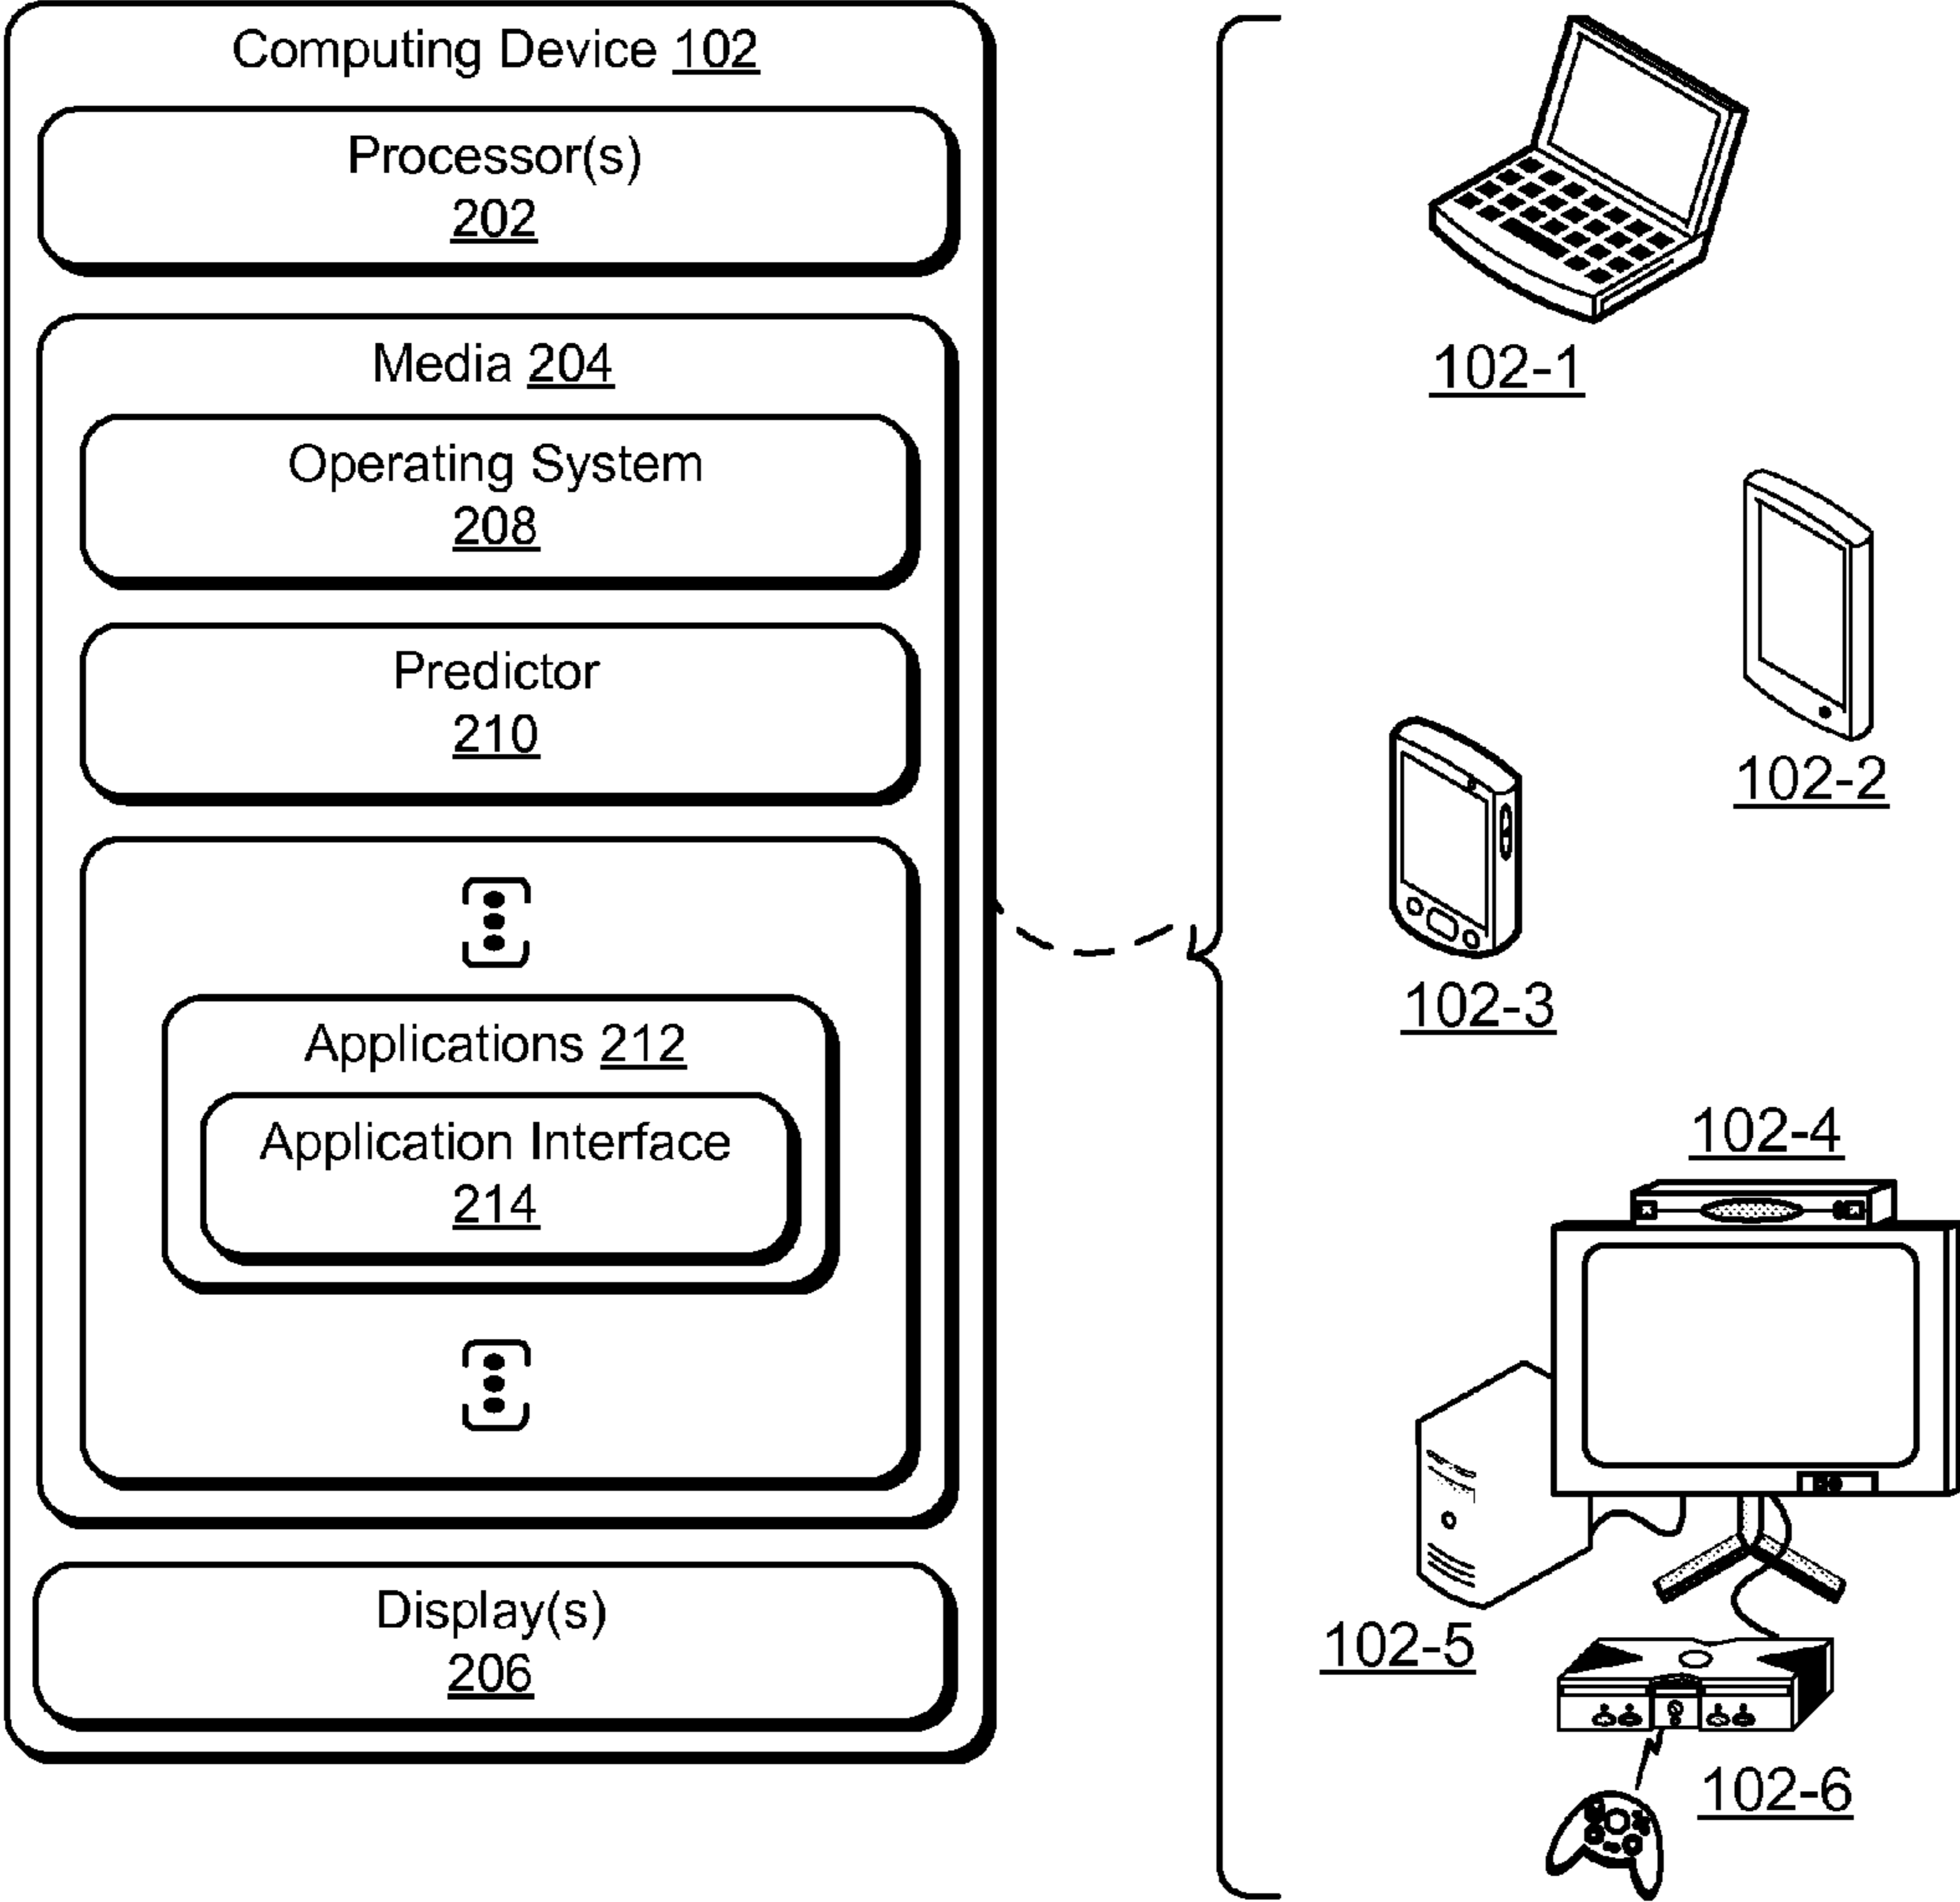 Computing Device 102
Processor(s)
202
Media 204
Operating System
208
Predictor
210
Applications 212
Application Interface
214
Display(s)
206
102-1
102-2
102-3
102-4
102-5
102-6